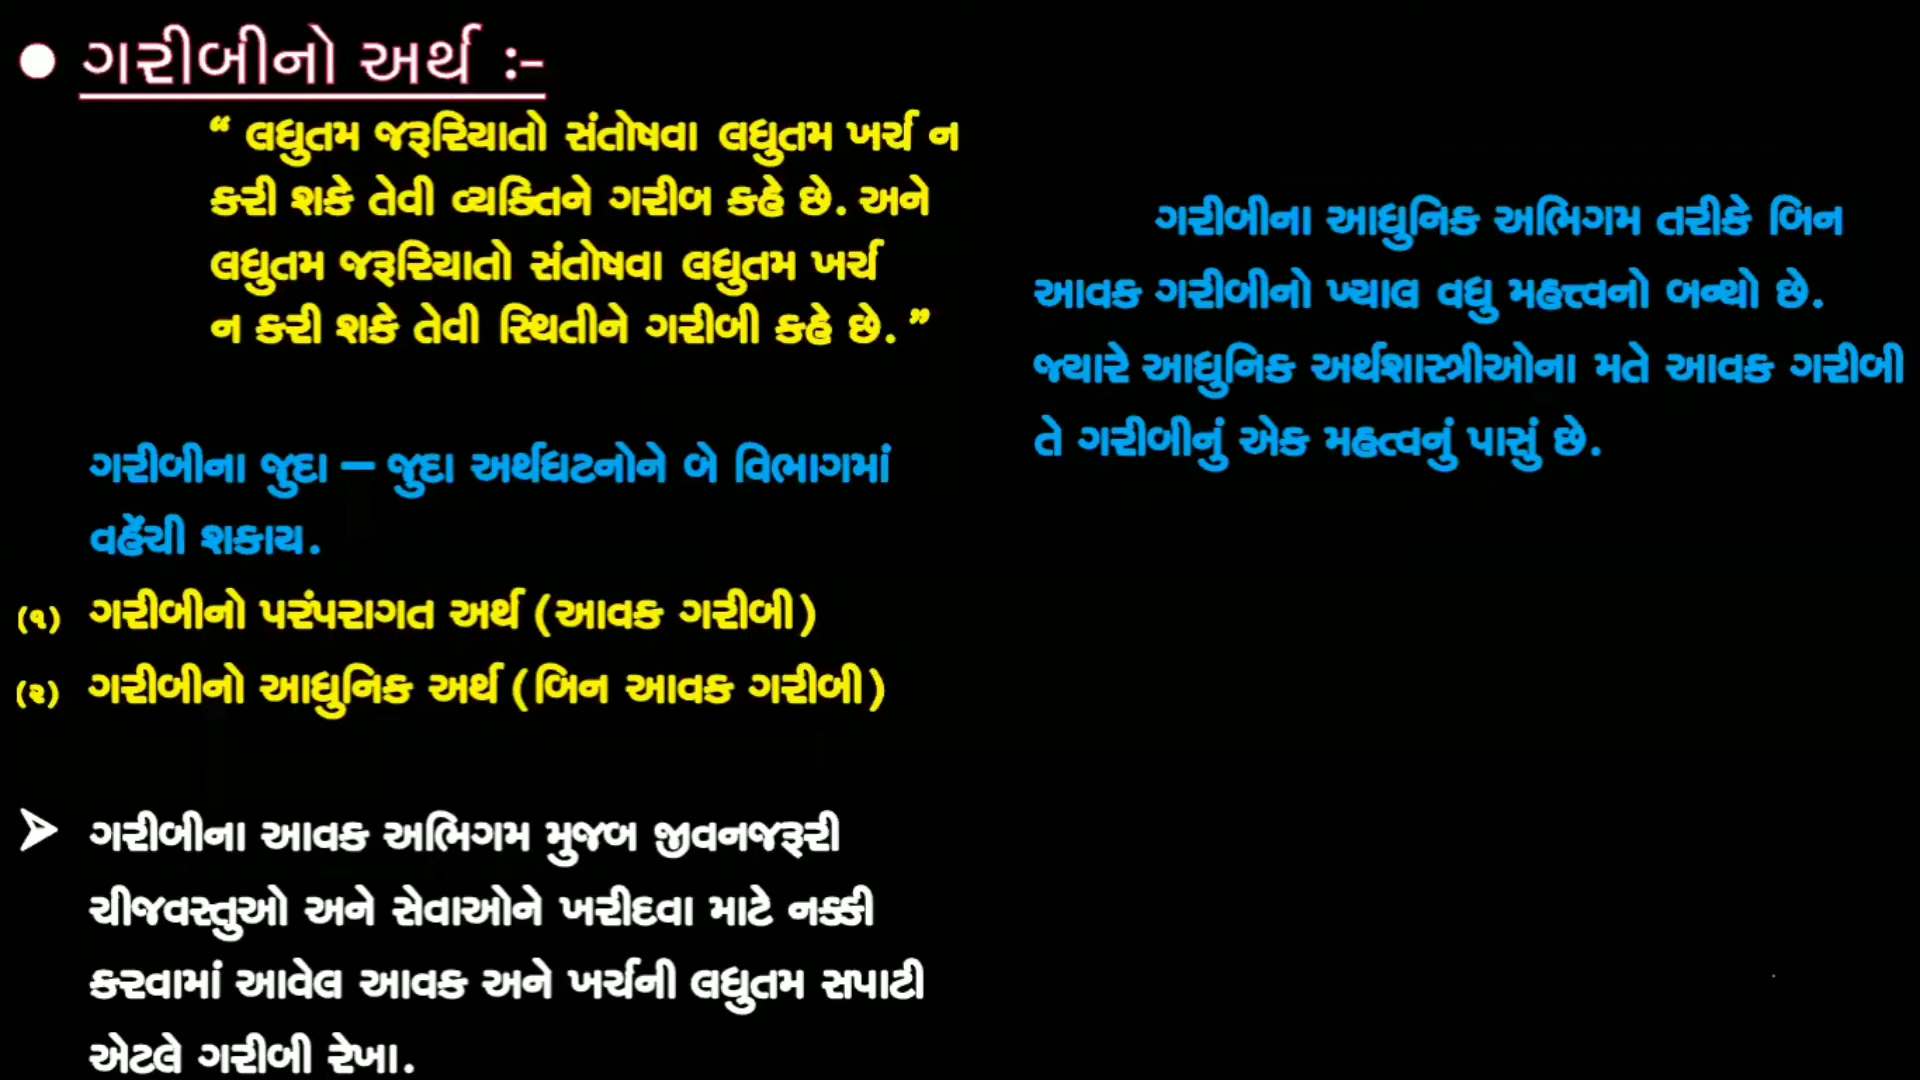 ● ગરીબીનો અર્થ :-
“ લઘુતમ જરૂરિયાતો સંતોષવા લઘુતમ ખર્ચ ન
કરી શકે તેવી વ્યક્તિને ગરીબ કહે છે. અને
લઘુતમ જરૂરિયાતો સંતોષવા લઘુતમ ખર્ચ
ન કરી શકે તેવી સ્થિતીને ગરીબી કહે છે. ”
ગરીબીના જુદા – જુદા અર્થઘટનોને બે વિભાગમાં
વહેંચી શકાય.
(૧) ગરીબીનો પરંપરાગત અર્થ (આવક ગરીબી)
(૨) ગરીબીનો આધુનિક અર્થ (બિન આવક ગરીબી)
➤ ગરીબીના આવક અભિગમ મુજબ જીવનજરૂરી
ચીજવસ્તુઓ અને સેવાઓને ખરીદવા માટે નક્કી
કરવામાં આવેલ આવક અને ખર્ચની લઘુતમ સપાટી
એટલે ગરીબી રેખા.
ગરીબીના આધુનિક અભિગમ તરીકે બિન
આવક ગરીબીનો ખ્યાલ વધુ મહત્ત્વનો બન્યો છે.
જ્યારે આધુનિક અર્થશાસ્ત્રીઓના મતે આવક ગરીબી
તે ગરીબીનું એક મહત્વનું પાસું છે.